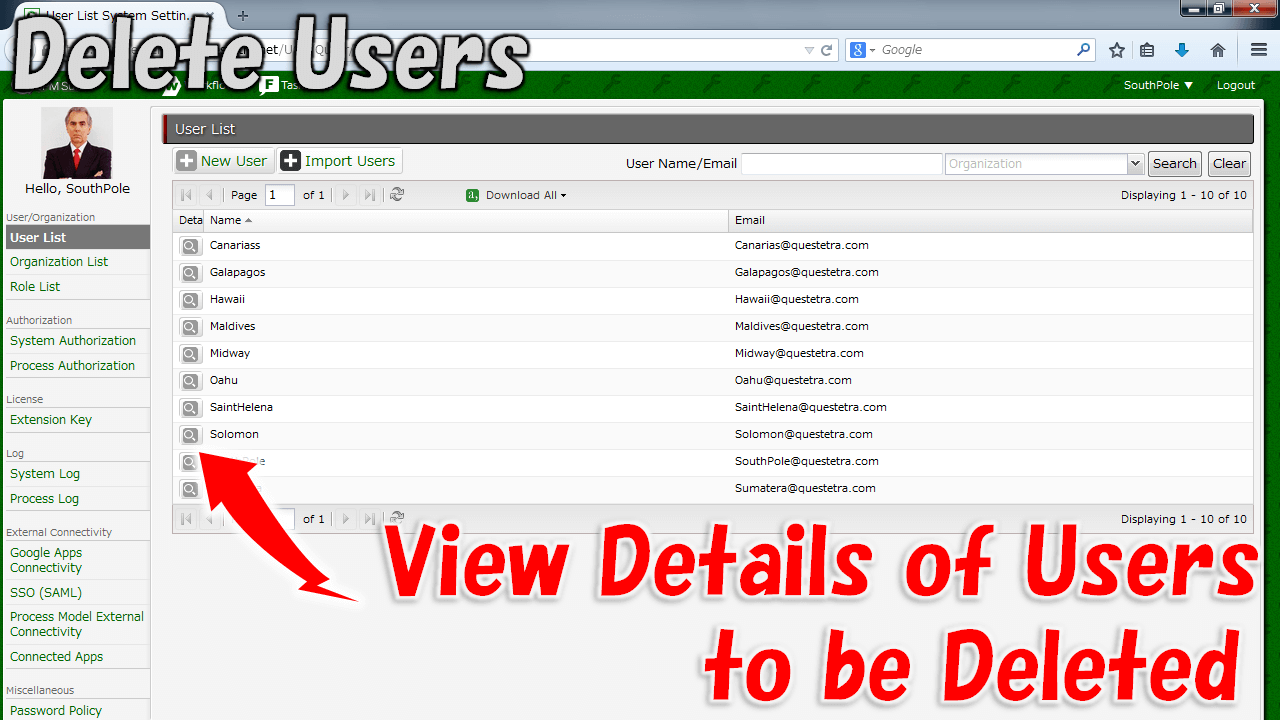 User List System Settin...
Delete Users
Google
SouthPole ▼
Logout
Hello, SouthPole
User/Organization
User List
Organization List
Role List
Authorization
System Authorization
Process Authorization
License
Extension Key
Log
System Log
Process Log
External Connectivity
Google Apps
Connectivity
SSO (SAML)
Process Model External
Connectivity
Connected Apps
Miscellaneous
Password Policy
User List
New User Import Users User Name/Email Organization Search Clear
Page 1 of 1 Download All Displaying 1 - 10 of 10
Deta Name Email
Canariass Canarias@questetra.com
Galapagos Galapagos@questetra.com
Hawaii Hawaii@questetra.com
Maldives Maldives@questetra.com
Midway Midway@questetra.com
Oahu Oahu@questetra.com
SaintHelena SaintHelena@questetra.com
Solomon Solomon@questetra.com
SouthPole@questetra.com
Sumatera@questetra.com
of 1 Displaying 1 - 10 of 10
View Details of Users
to be Deleted